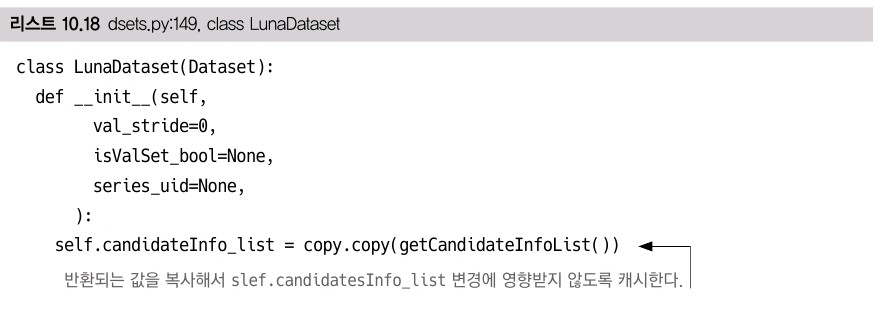 리스트 10.18 dsets.py:149, class LunaDataset
class LunaDataset(Dataset):
def __init__(self,
val_stride=0,
isValSet_bool=None,
series_uid=None,
):
self.candidateInfo_list = copy.copy(getCandidateInfoList())
반환되는 값을 복사해서 slef.candidatesInfo_list 변경에 영향받지 않도록 캐시한다.